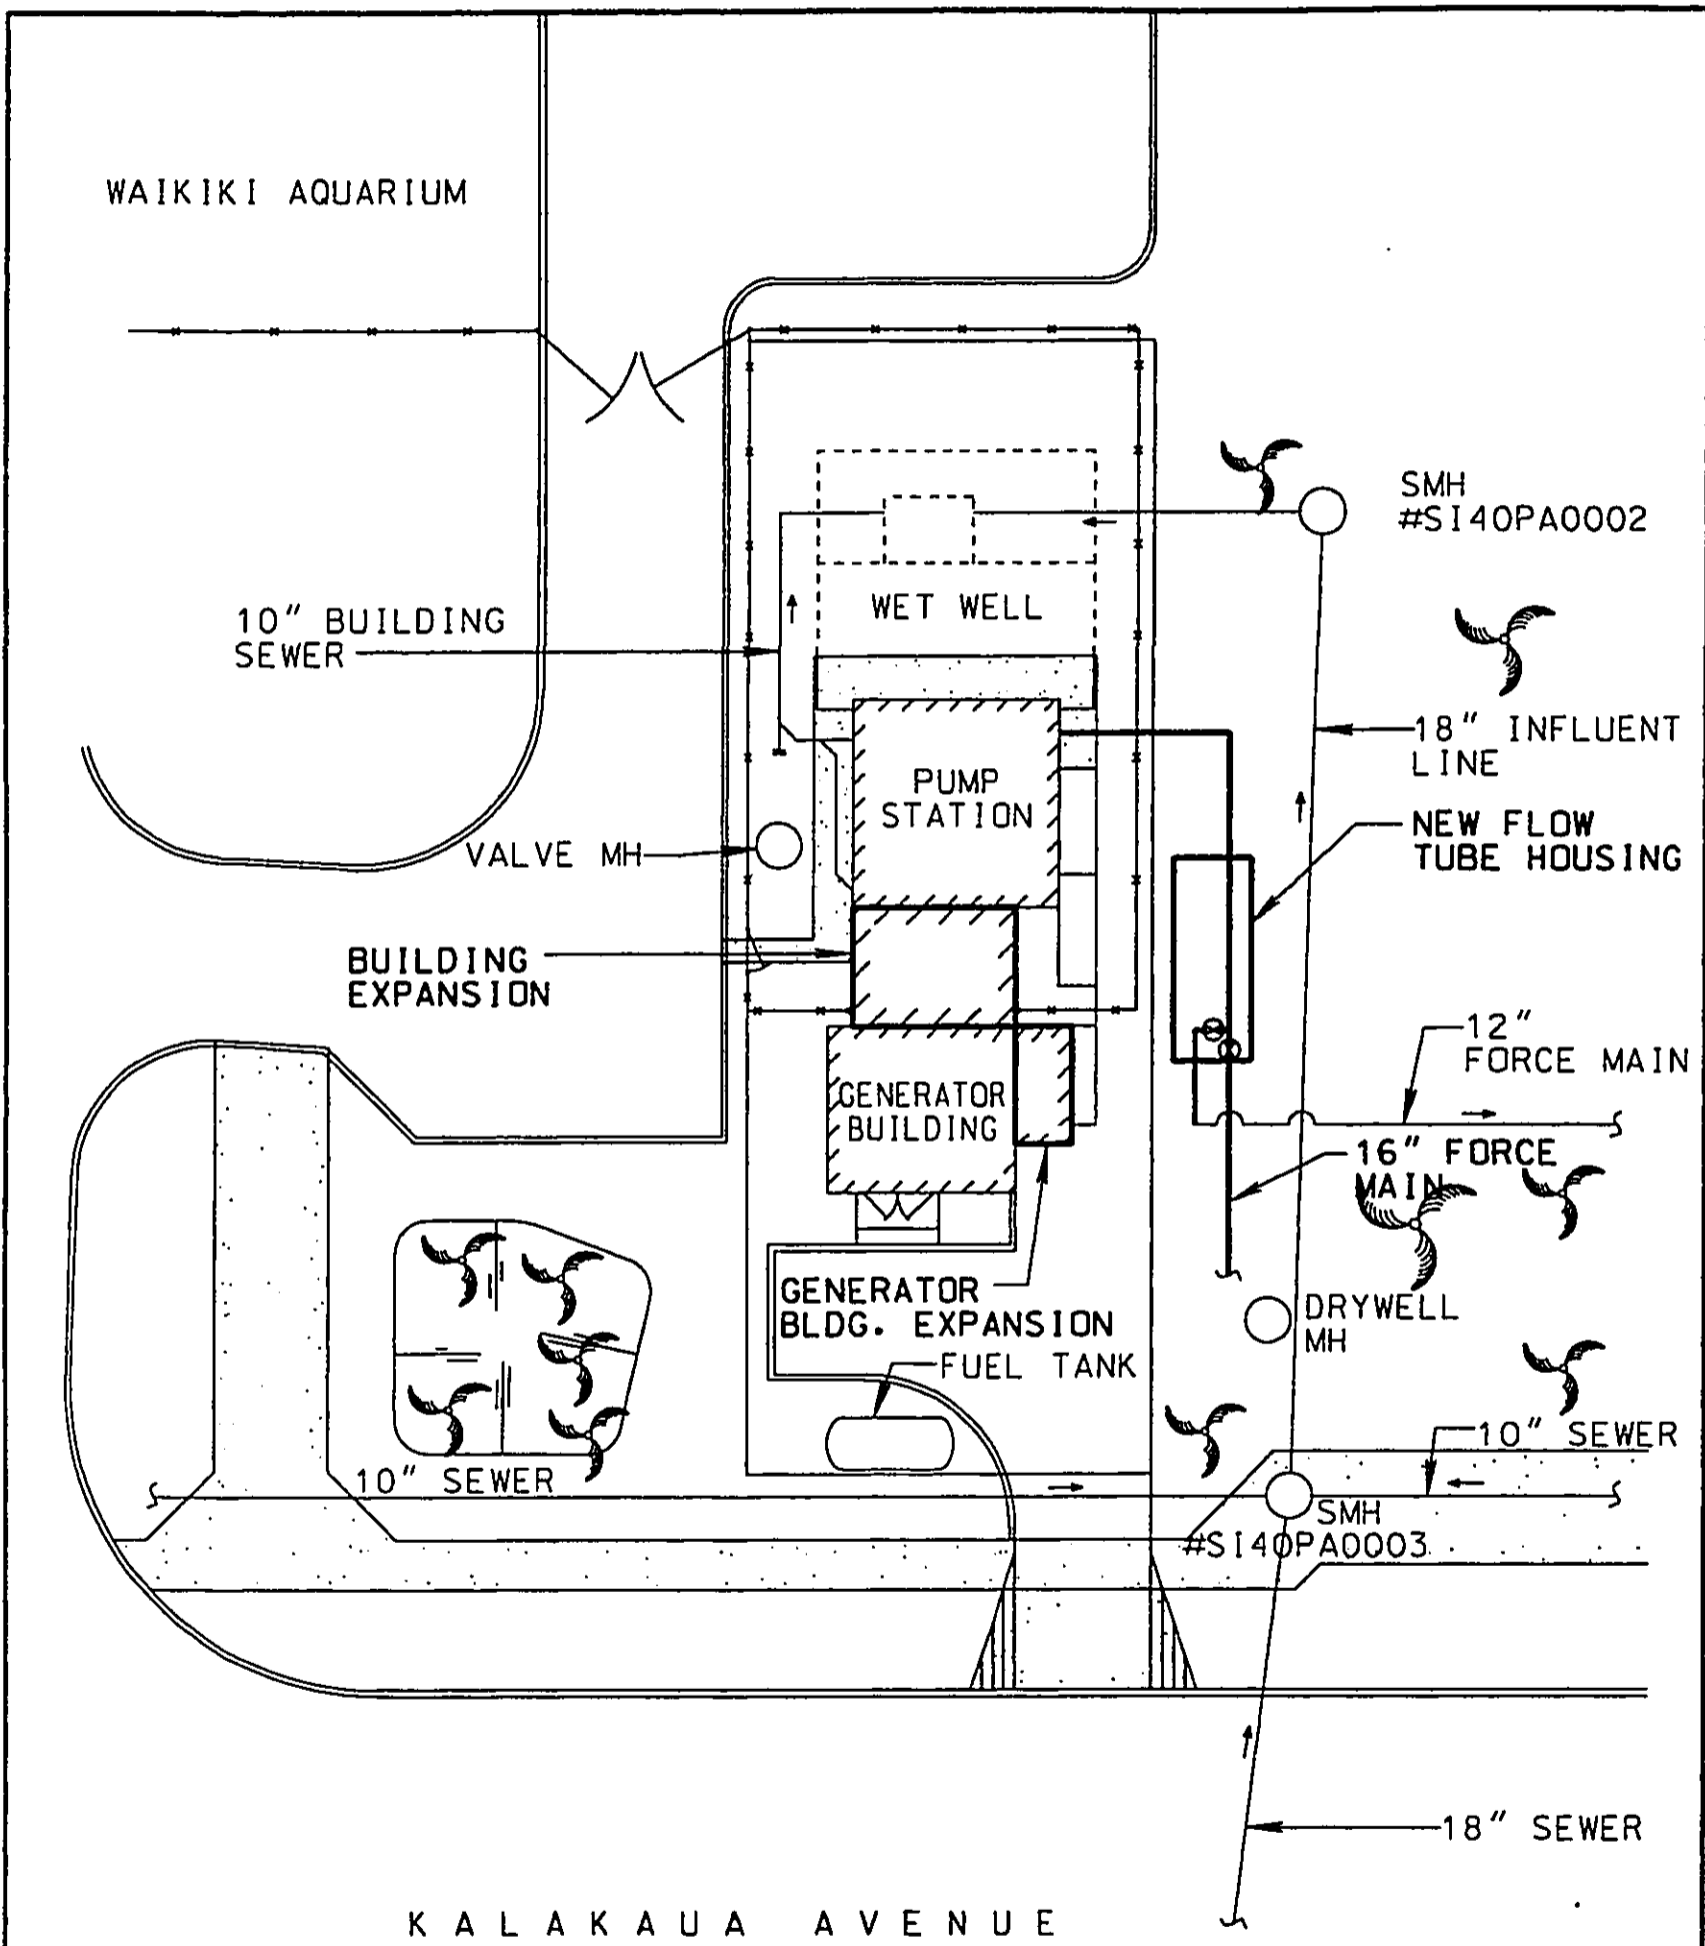 WAIKIKI AQUARIUM
SMH
#SI40PA0002
WET WELL
10" BUILDING
SEWER
18" INFLUENT
LINE
PUMP
STATION
NEW FLOW
TUBE HOUSING
VALVE MH
BUILDING
EXPANSION
12"
FORCE MAIN
GENERATOR
BUILDING
16" FORCE
MAIN
GENERATOR
BLDG. EXPANSION
DRYWELL
MH
FUEL TANK
10" SEWER
10" SEWER
SMH
#SI40PA0003
18" SEWER
KALAKAUA AVENUE